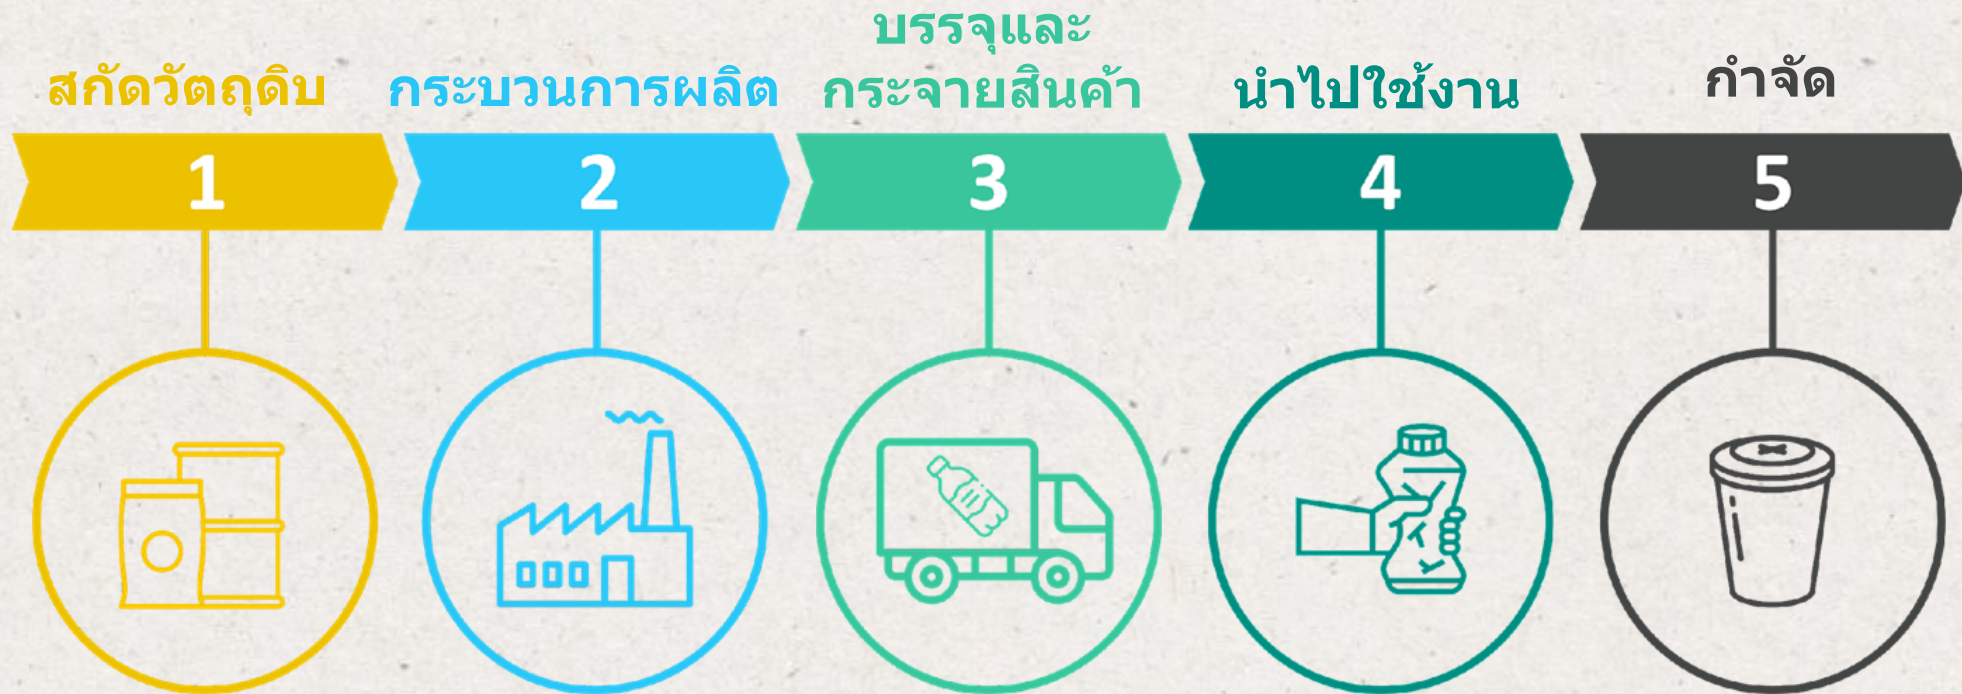 สกัดวัตถุดิบ
กระบวนการผลิต
บรรจุและ
กระจายสินค้า
นำไปใช้งาน
กำจัด
1
2
3
4
5